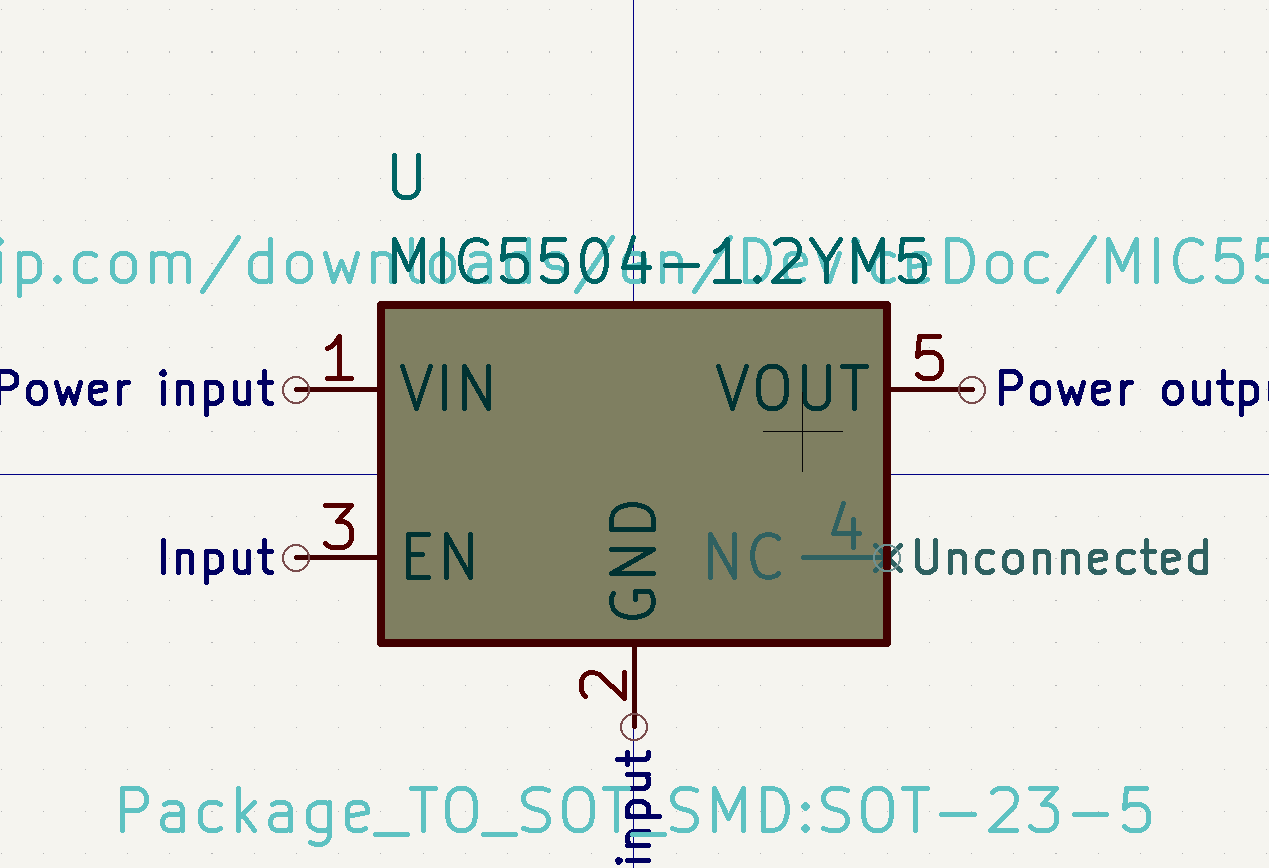 U
ip.com/downloads/en/DeviceDoc/MIC55
MIC5504-1.2YM5
Power input 1 VIN VOUT 5 Power outpu
Input 3 EN GND NC 4 Unconnected
2
input
Package_TO_SOT_SMD:SOT-23-5